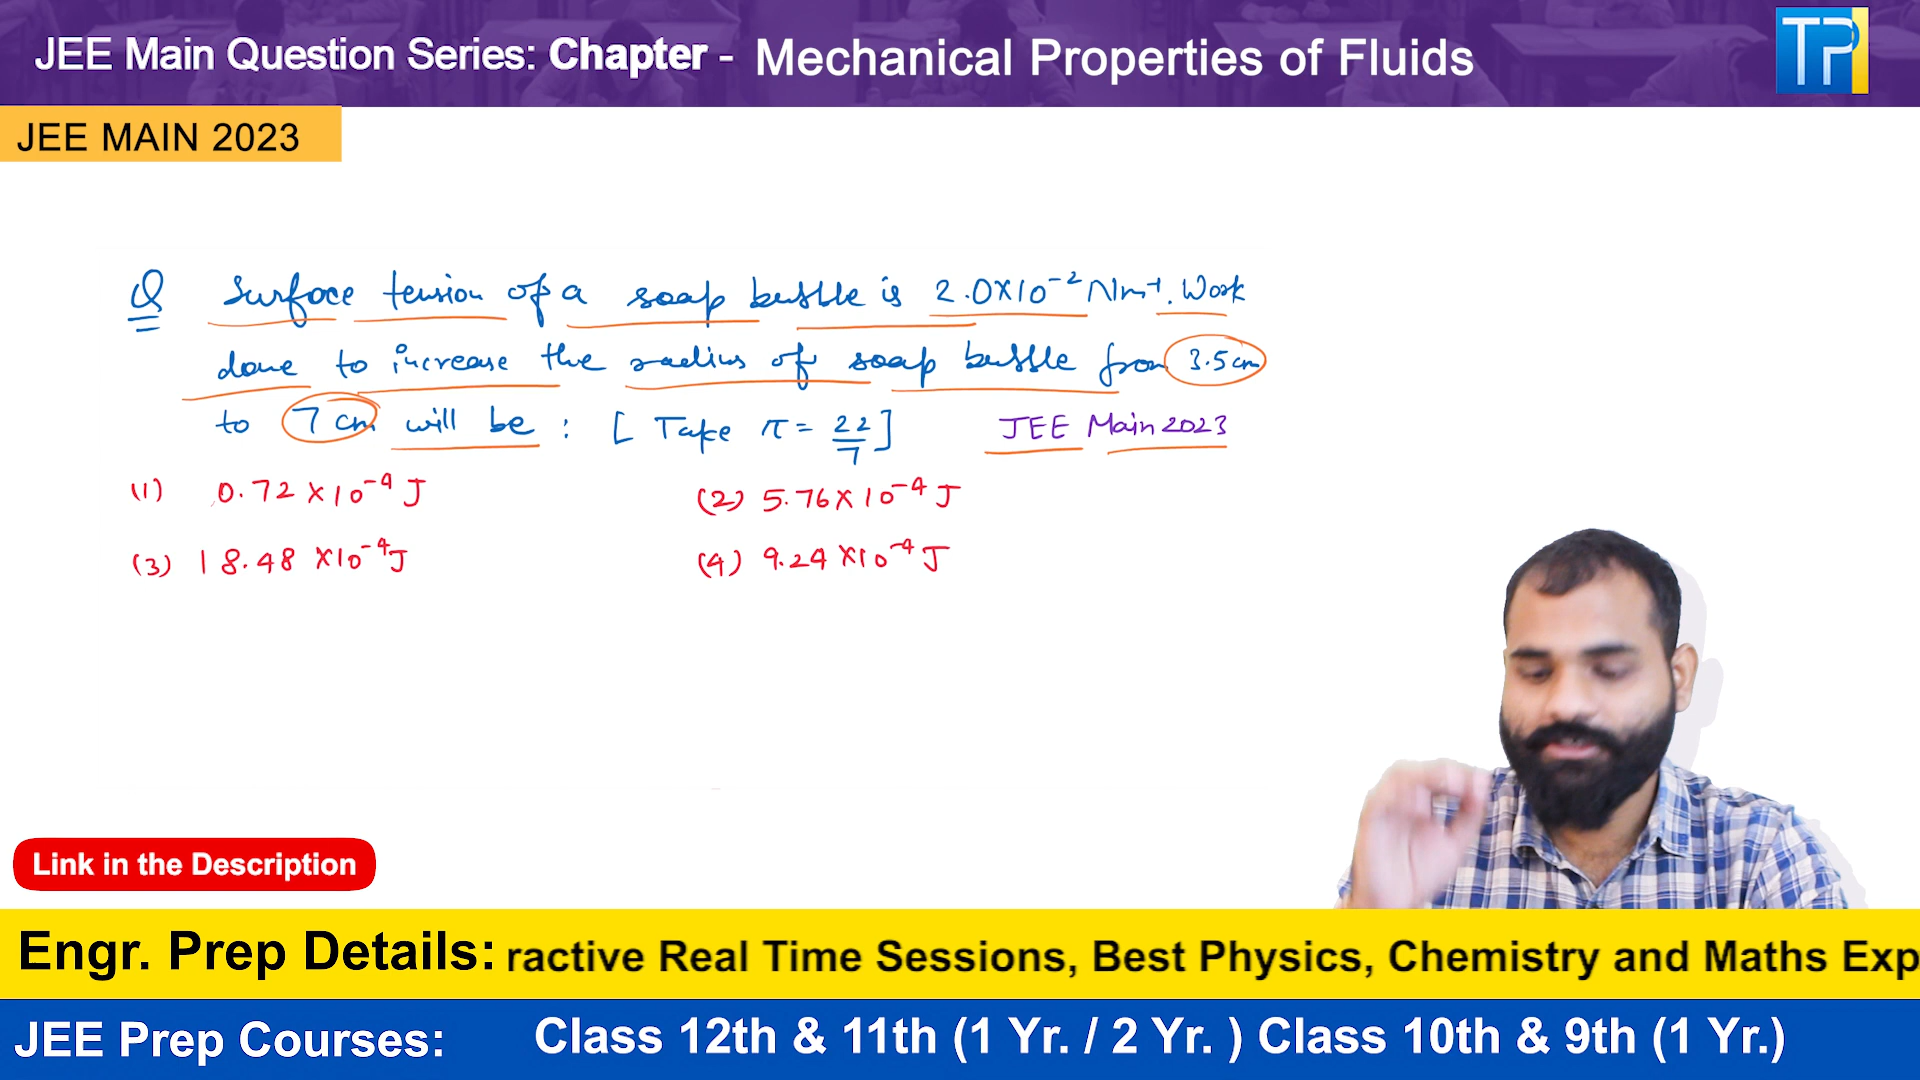 JEE Main Question Series: Chapter - Mechanical Properties of Fluids
TP
JEE MAIN 2023
Q Surface tension of a soap bubble is 2.0×10⁻² Nm⁻¹. Work
done to increase the radius of soap bubble from 3.5cm
to 7 cm will be : [ Take π = 22/7 ] JEE Main 2023
(1) 0.72 × 10⁻⁴ J (2) 5.76 × 10⁻⁴ J
(3) 18.48 × 10⁻⁴ J (4) 9.24 × 10⁻⁴ J
Link in the Description
Engr. Prep Details: ractive Real Time Sessions, Best Physics, Chemistry and Maths Exp
JEE Prep Courses: Class 12th & 11th (1 Yr. / 2 Yr. ) Class 10th & 9th (1 Yr.)